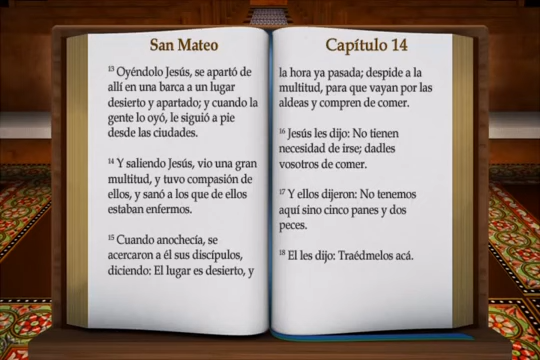 San Mateo
¹³ Oyéndolo Jesús, se apartó de
allí en una barca a un lugar
desierto y apartado; y cuando la
gente lo oyó, le siguió a pie
desde las ciudades.
¹⁴ Y saliendo Jesús, vio una gran
multitud, y tuvo compasión de
ellos, y sanó a los que de ellos
estaban enfermos.
¹⁵ Cuando anochecía, se
acercaron a él sus discípulos,
diciendo: El lugar es desierto, y
Capítulo 14
la hora ya pasada; despide a la
multitud, para que vayan por las
aldeas y compren de comer.
¹⁶ Jesús les dijo: No tienen
necesidad de irse; dadles
vosotros de comer.
¹⁷ Y ellos dijeron: No tenemos
aquí sino cinco panes y dos
peces.
¹⁸ El les dijo: Traédmelos acá.